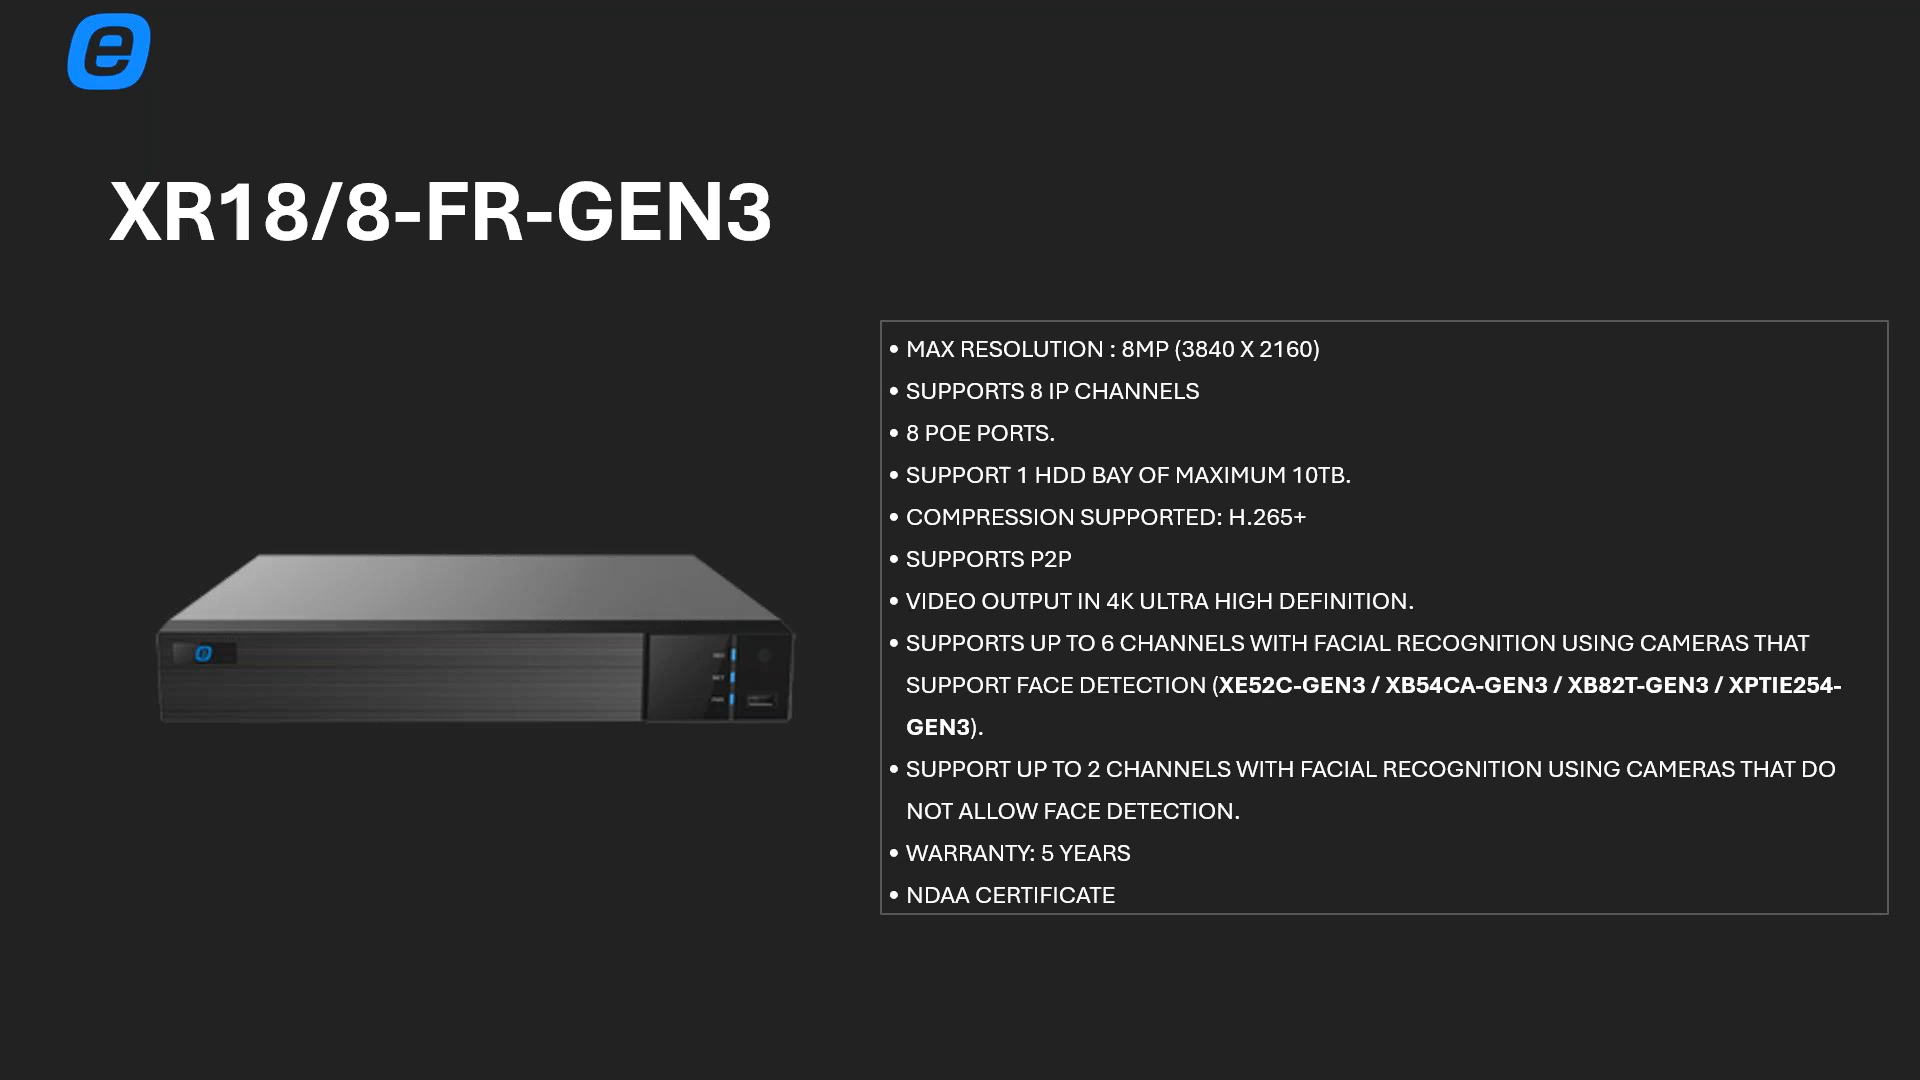 e
XR18/8-FR-GEN3
• MAX RESOLUTION : 8MP (3840 X 2160)
• SUPPORTS 8 IP CHANNELS
• 8 POE PORTS.
• SUPPORT 1 HDD BAY OF MAXIMUM 10TB.
• COMPRESSION SUPPORTED: H.265+
• SUPPORTS P2P
• VIDEO OUTPUT IN 4K ULTRA HIGH DEFINITION.
• SUPPORTS UP TO 6 CHANNELS WITH FACIAL RECOGNITION USING CAMERAS THAT
SUPPORT FACE DETECTION (XE52C-GEN3 / XB54CA-GEN3 / XB82T-GEN3 / XPTIE254-
GEN3).
• SUPPORT UP TO 2 CHANNELS WITH FACIAL RECOGNITION USING CAMERAS THAT DO
NOT ALLOW FACE DETECTION.
• WARRANTY: 5 YEARS
• NDAA CERTIFICATE
e